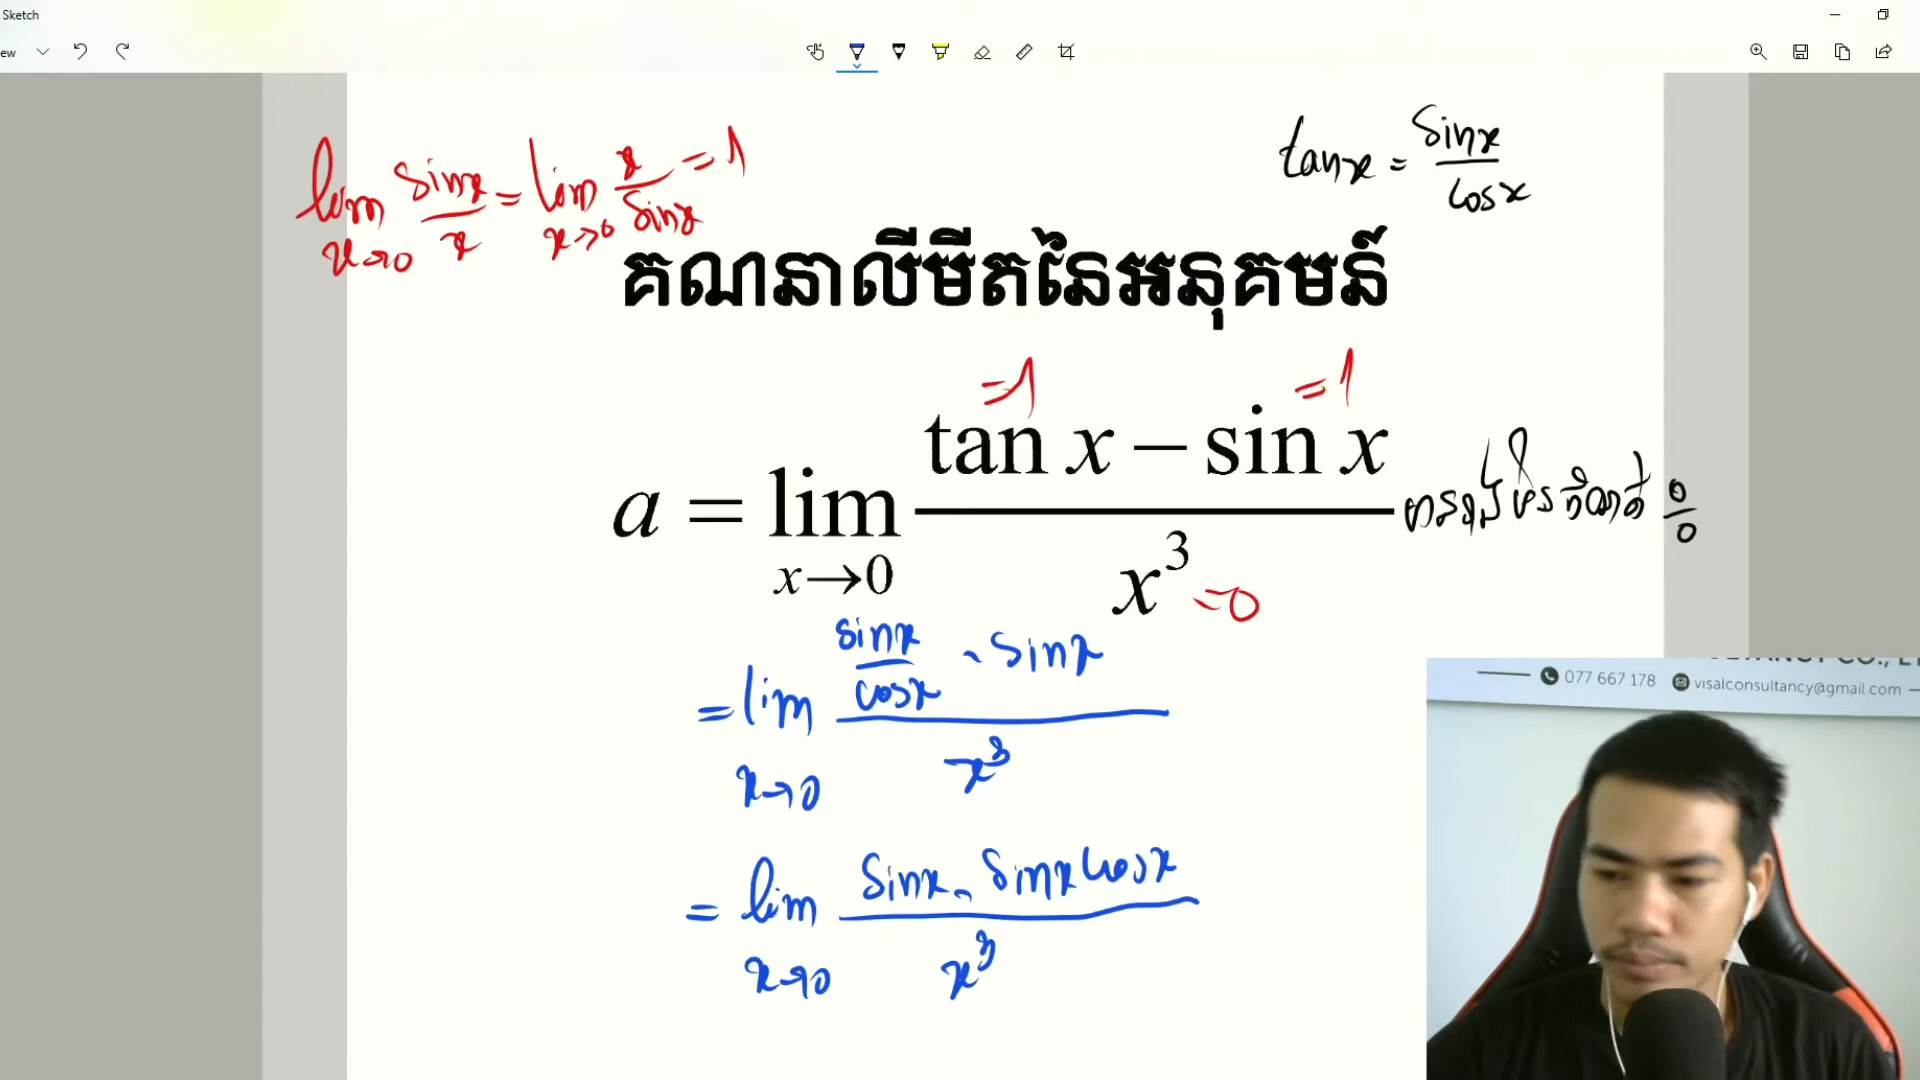 Sketch
ew
lim x→0 sinx/x = lim x→0 x/sinx = 1
tanx = sinx/cosx
គណនាលីមីតនៃអនុគមន៍
=1 =1
a = lim x→0 (tan x − sin x)/x³
=0
0/0
= lim x→0 (sinx/cosx - sinx)/x³
= lim x→0 (sinx - sinx cosx)/x³
077 667 178 visalconsultancy@gmail.com